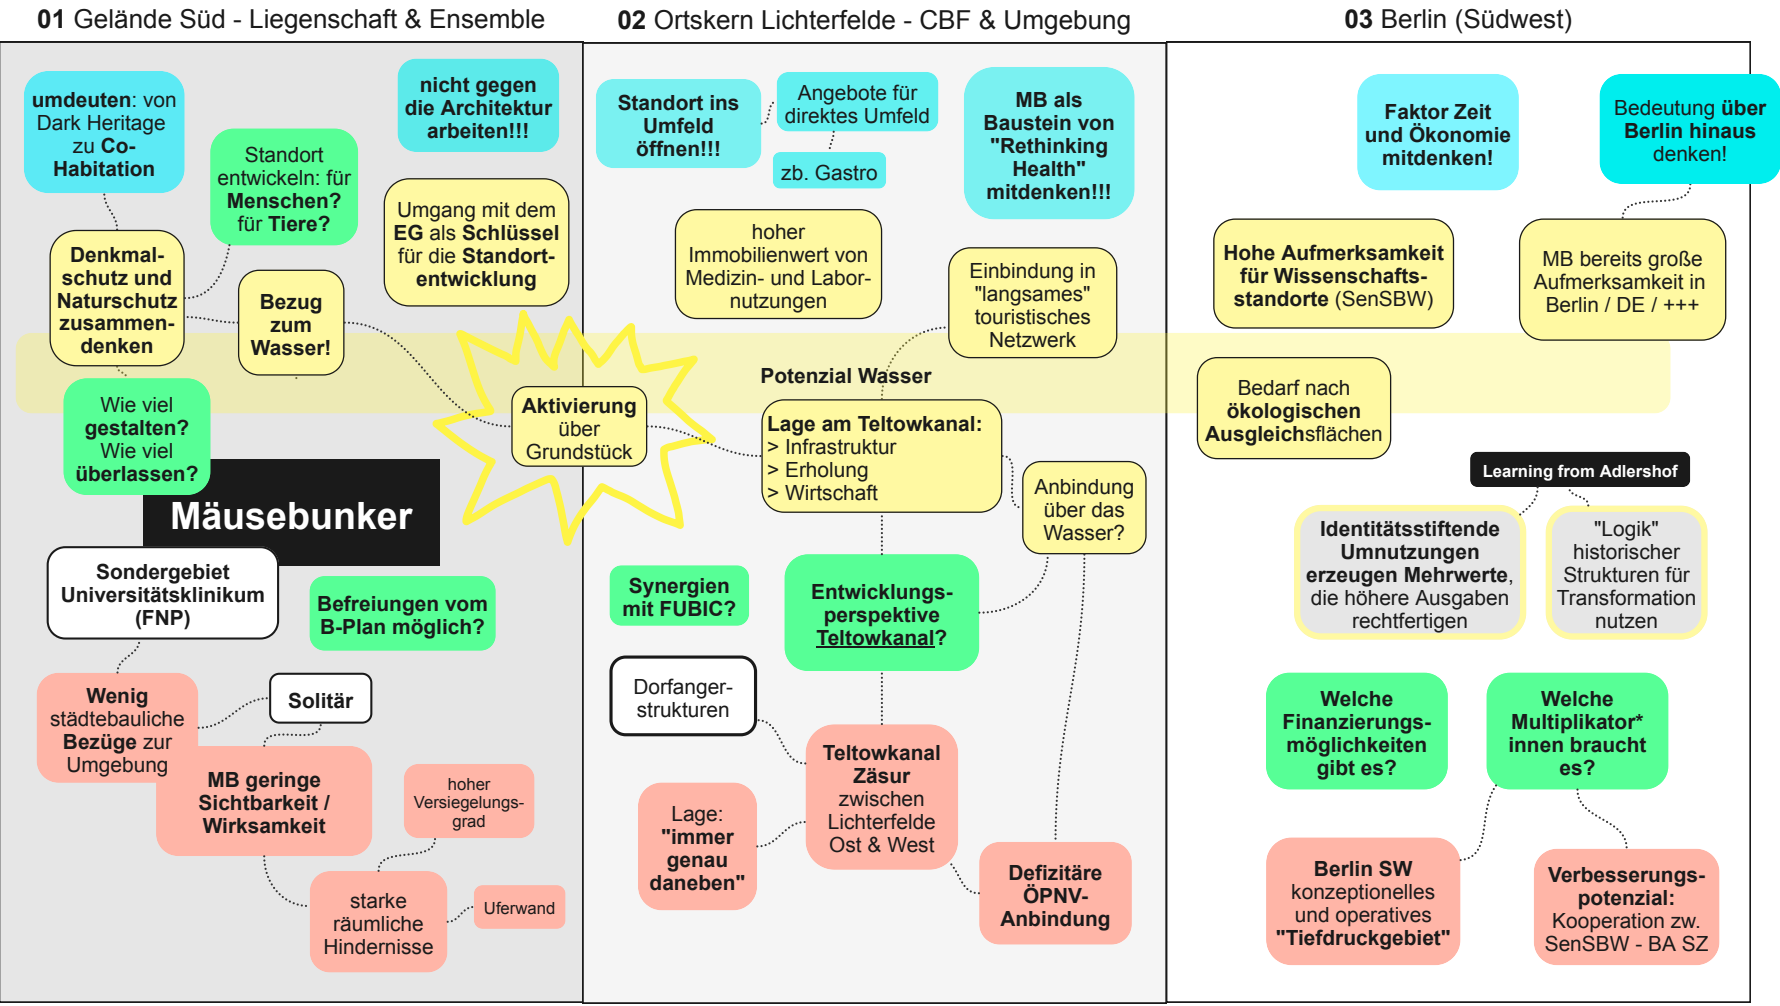 01 Gelände Süd - Liegenschaft & Ensemble
umdeuten: von
Dark Heritage
zu Co-
Habitation
nicht gegen
die Architektur
arbeiten!!!
Standort
entwickeln: für
Menschen?
für Tiere?
Umgang mit dem
EG als Schlüssel
für die Standort-
entwicklung
Denkmal-
schutz und
Naturschutz
zusammen-
denken
Bezug
zum
Wasser!
Wie viel
gestalten?
Wie viel
überlassen?
Aktivierung
über
Grundstück
Mäusebunker
Sondergebiet
Universitätsklinikum
(FNP)
Befreiungen vom
B-Plan möglich?
Wenig
städtebauliche
Bezüge zur
Umgebung
Solitär
MB geringe
Sichtbarkeit /
Wirksamkeit
hoher
Versiegelungs-
grad
starke
räumliche
Hindernisse
Uferwand
02 Ortskern Lichterfelde - CBF & Umgebung
Standort ins
Umfeld
öffnen!!!
Angebote für
direktes Umfeld
zb. Gastro
MB als
Baustein von
"Rethinking
Health"
mitdenken!!!
hoher
Immobilienwert von
Medizin- und Labor-
nutzungen
Einbindung in
"langsames"
touristisches
Netzwerk
Potenzial Wasser
Lage am Teltowkanal:
> Infrastruktur
> Erholung
> Wirtschaft
Anbindung
über das
Wasser?
Synergien
mit FUBIC?
Entwicklungs-
perspektive
Teltowkanal?
Dorfanger-
strukturen
Teltowkanal
Zäsur
zwischen
Lichterfelde
Ost & West
Lage:
"immer
genau
daneben"
Defizitäre
ÖPNV-
Anbindung
03 Berlin (Südwest)
Faktor Zeit
und Ökonomie
mitdenken!
Bedeutung über
Berlin hinaus
denken!
Hohe Aufmerksamkeit
für Wissenschafts-
standorte (SenSBW)
MB bereits große
Aufmerksamkeit in
Berlin / DE / +++
Bedarf nach
ökologischen
Ausgleichsflächen
Learning from Adlershof
Identitätsstiftende
Umnutzungen
erzeugen Mehrwerte,
die höhere Ausgaben
rechtfertigen
"Logik"
historischer
Strukturen für
Transformation
nutzen
Welche
Finanzierungs-
möglichkeiten
gibt es?
Welche
Multiplikator*
innen braucht
es?
Berlin SW
konzeptionelles
und operatives
"Tiefdruckgebiet"
Verbesserungs-
potenzial:
Kooperation zw.
SenSBW - BA SZ